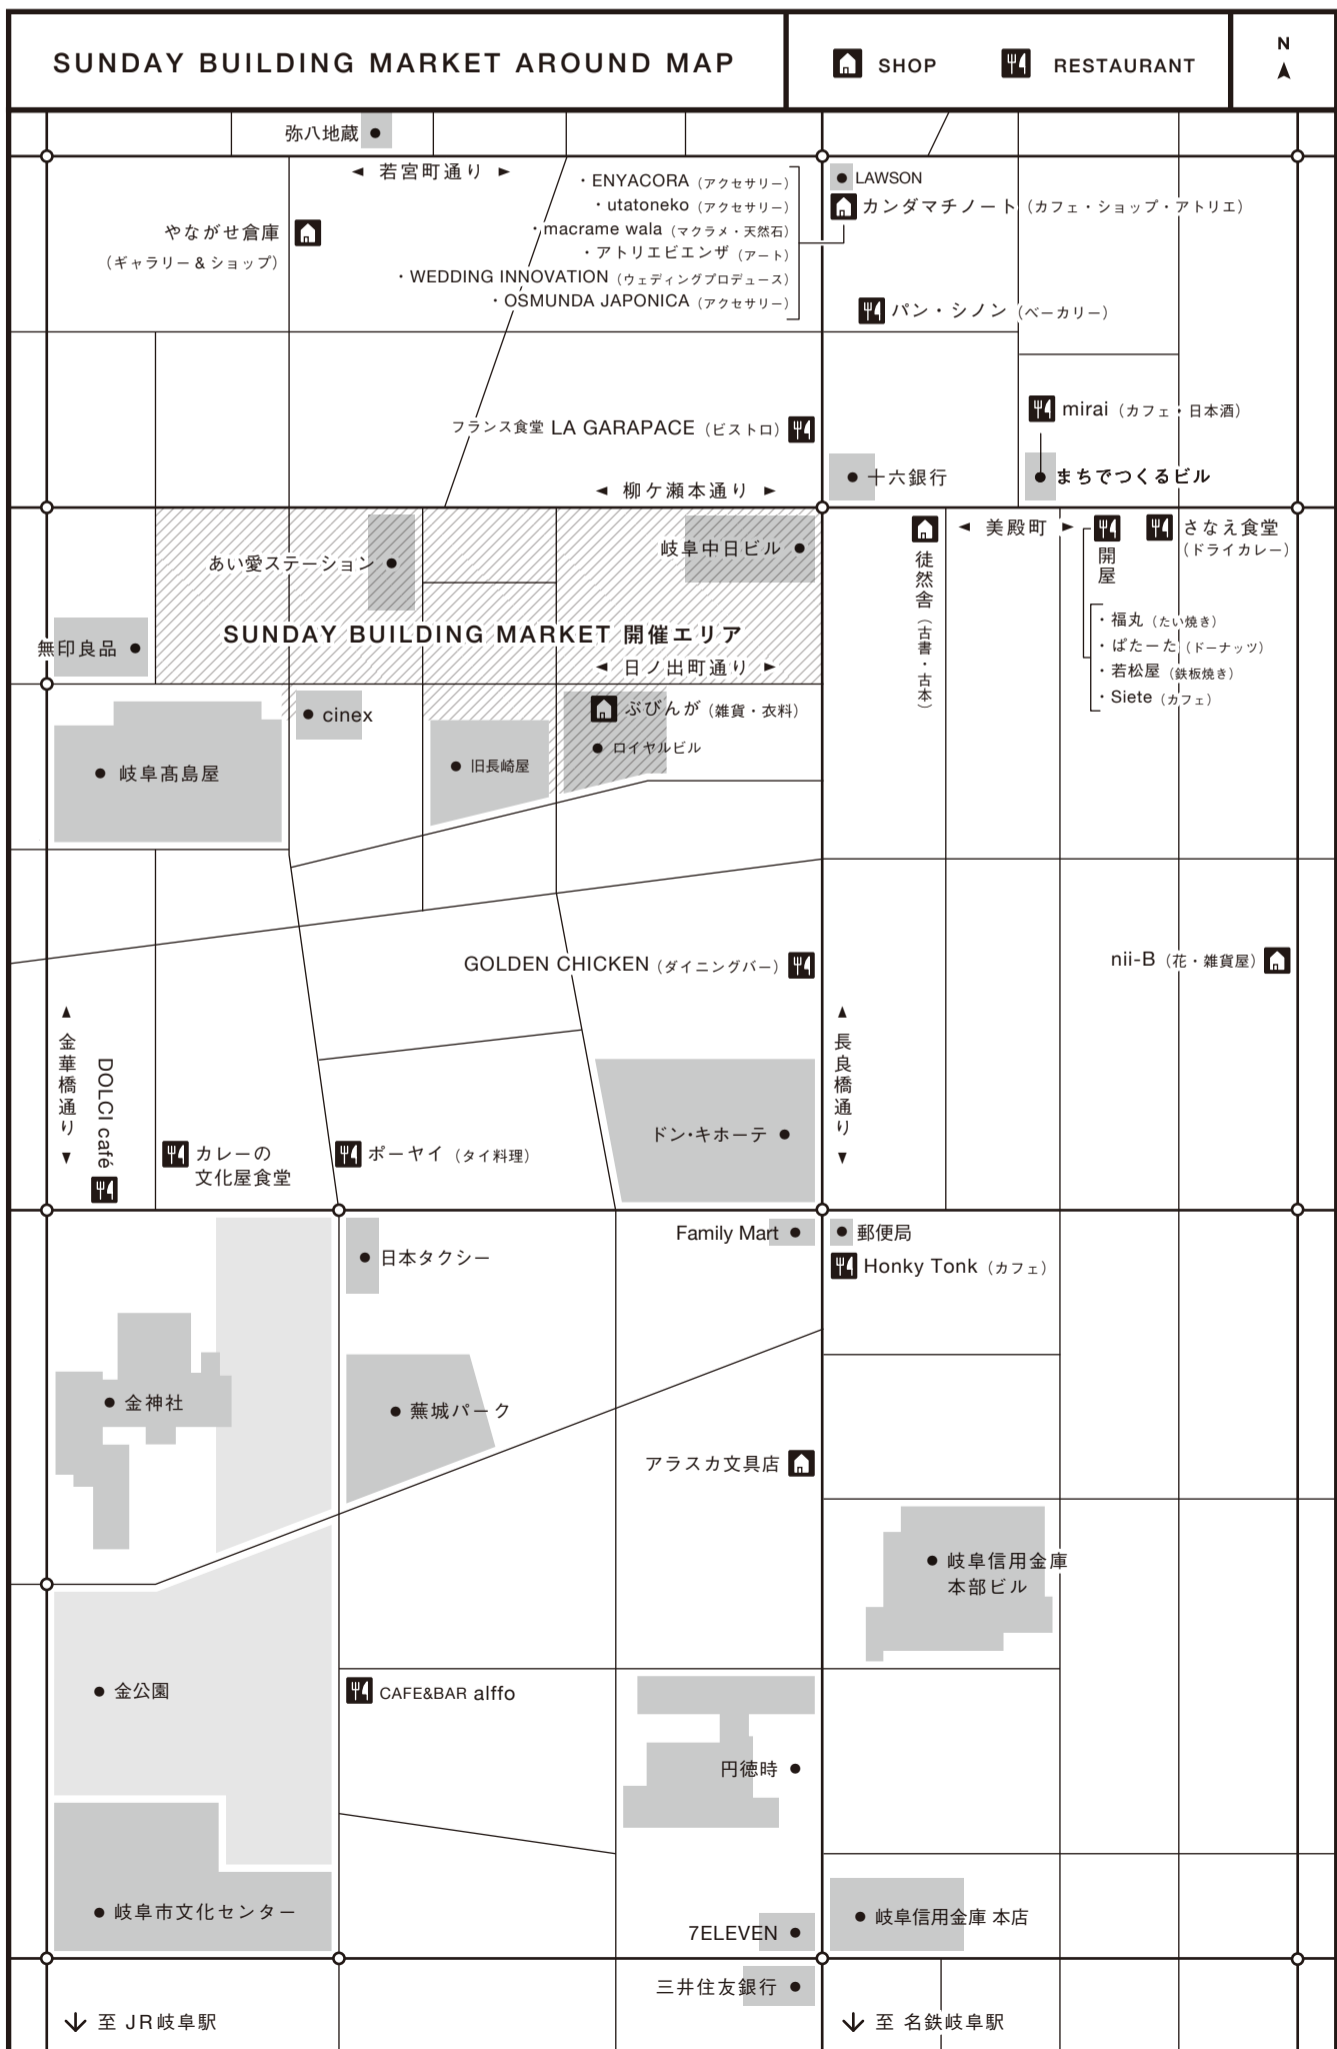 SUNDAY BUILDING MARKET AROUND MAP
SHOP
RESTAURANT
N
弥八地蔵
◄ 若宮町通り ►
・ENYACORA（アクセサリー）
・utatoneko（アクセサリー）
・macrame wala（マクラメ・天然石）
・アトリエビエンザ（アート）
・WEDDING INNOVATION（ウェディングプロデュース）
・OSMUNDA JAPONICA（アクセサリー）
LAWSON
カンダマチノート（カフェ・ショップ・アトリエ）
やながせ倉庫
（ギャラリー & ショップ）
パン・シノン（ベーカリー）
フランス食堂 LA GARAPACE（ビストロ）
mirai（カフェ・日本酒）
十六銀行
まちでつくるビル
◄ 柳ケ瀬本通り ►
あい愛ステーション
岐阜中日ビル
徒然舎（古書・古本）
◄ 美殿町 ►
開屋
さなえ食堂
（ドライカレー）
・福丸（たい焼き）
・ぱたーた（ドーナッツ）
・若松屋（鉄板焼き）
・Siete（カフェ）
無印良品
SUNDAY BUILDING MARKET 開催エリア
◄ 日ノ出町通り ►
cinex
ぶびんが（雑貨・衣料）
ロイヤルビル
旧長崎屋
岐阜髙島屋
GOLDEN CHICKEN（ダイニングバー）
nii-B（花・雑貨屋）
▲ 金華橋通り ▼
DOLCI café
カレーの
文化屋食堂
ポーヤイ（タイ料理）
ドン・キホーテ
▲ 長良橋通り ▼
Family Mart
郵便局
日本タクシー
Honky Tonk（カフェ）
金神社
蕪城パーク
アラスカ文具店
岐阜信用金庫
本部ビル
金公園
CAFE&BAR alffo
円徳時
岐阜市文化センター
7ELEVEN
岐阜信用金庫 本店
三井住友銀行
↓ 至 JR岐阜駅
↓ 至 名鉄岐阜駅